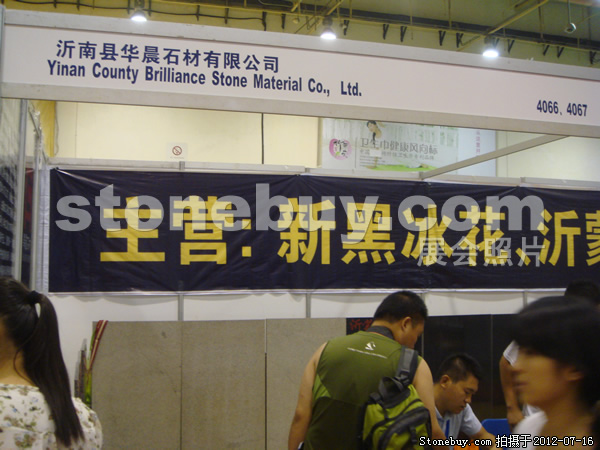 沂南县华晨石材有限公司
Yinan County Brilliance Stone Material Co., Ltd.
4066、4067
stonebuy.com
主营:新黑冰花、沂蒙
展会照片
Stonebuy.com 拍摄于2012-07-16